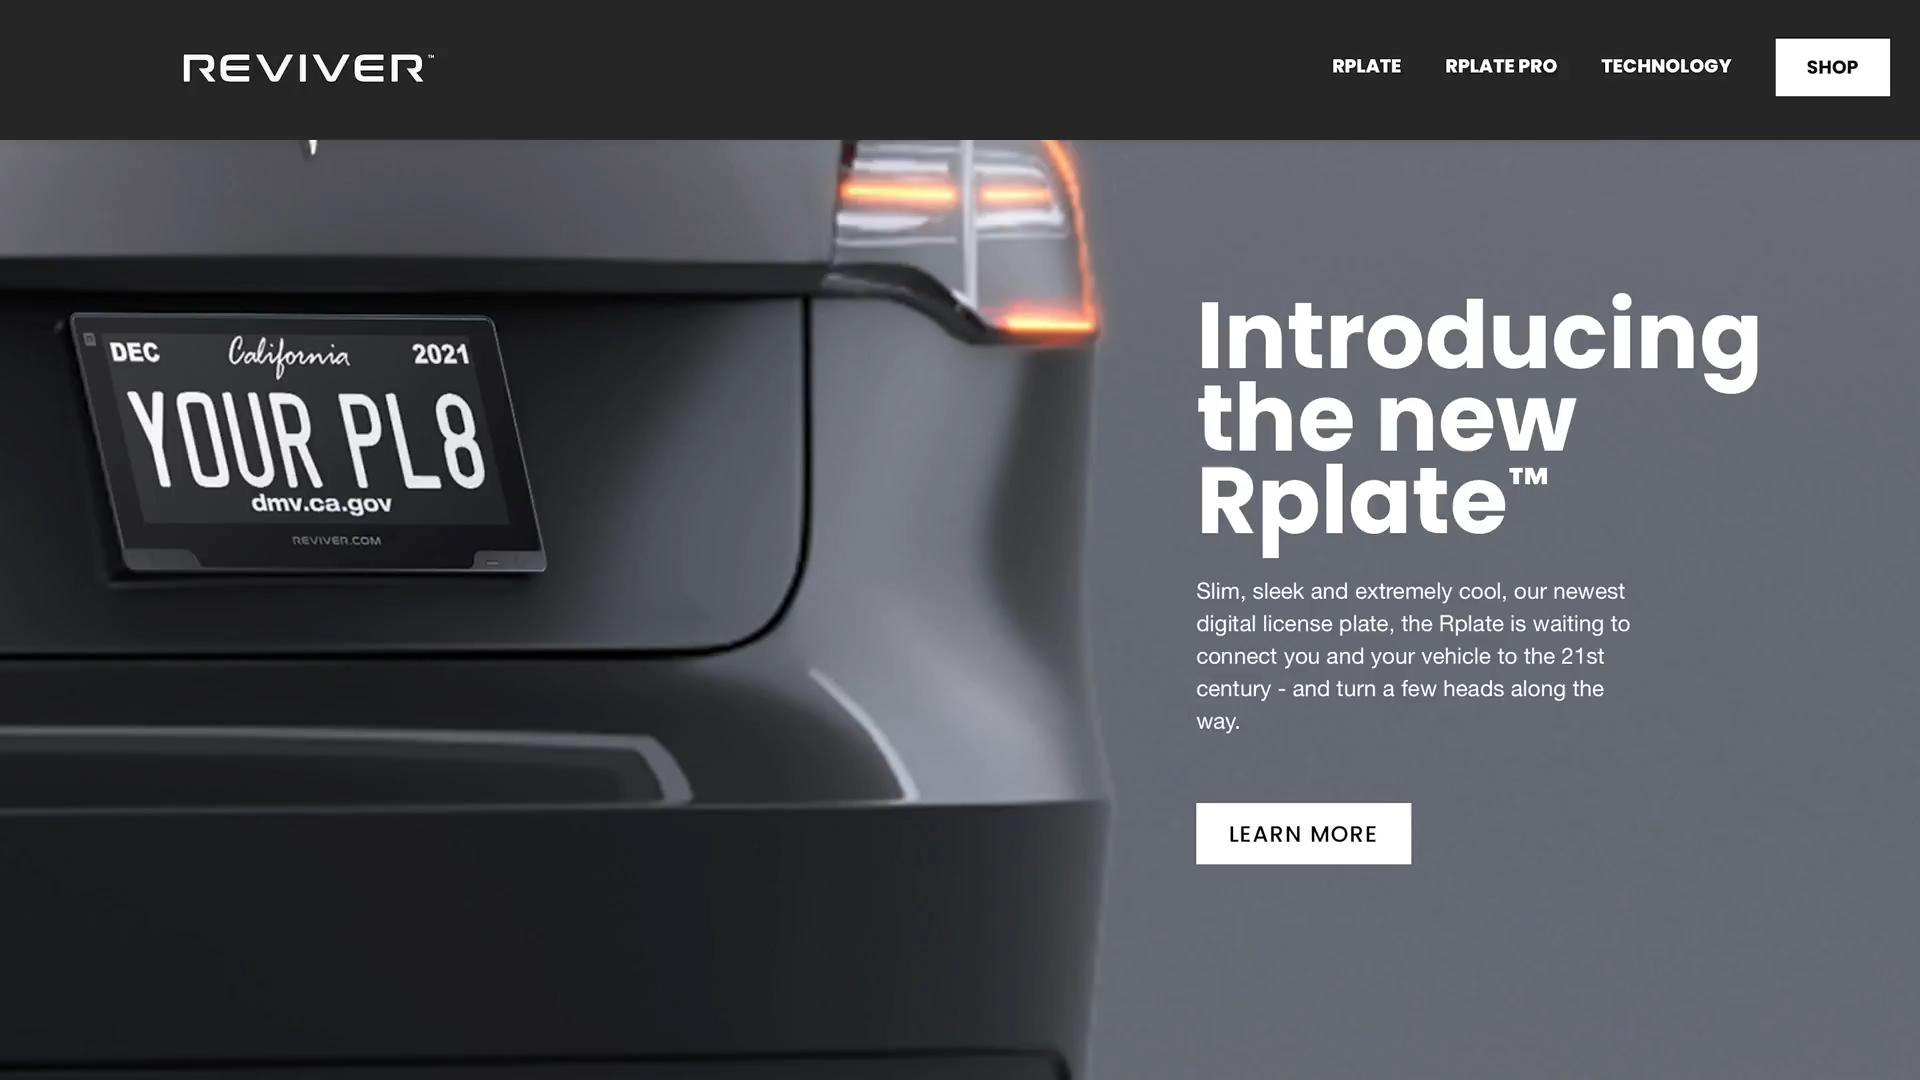 REVIVER™
RPLATE
RPLATE PRO
TECHNOLOGY
SHOP
DEC
California
2021
YOUR PL8
dmv.ca.gov
REVIVER.COM
Introducing
the new
Rplate™
Slim, sleek and extremely cool, our newest
digital license plate, the Rplate is waiting to
connect you and your vehicle to the 21st
century - and turn a few heads along the
way.
LEARN MORE